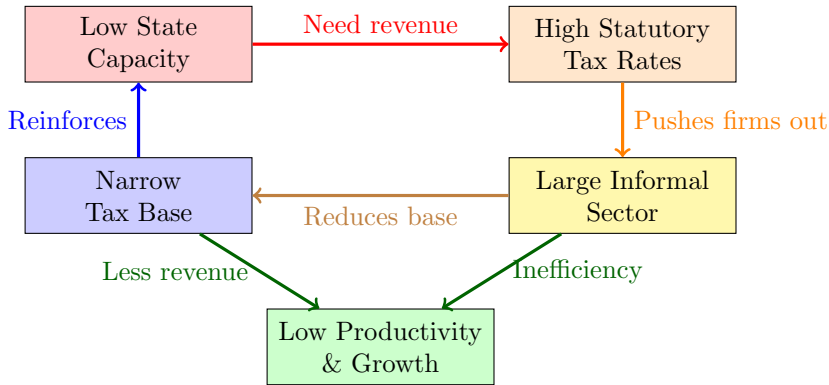 Low State
Capacity
Need revenue
High Statutory
Tax Rates
Reinforces
Pushes firms out
Narrow
Tax Base
Reduces base
Large Informal
Sector
Less revenue
Inefficiency
Low Productivity
& Growth